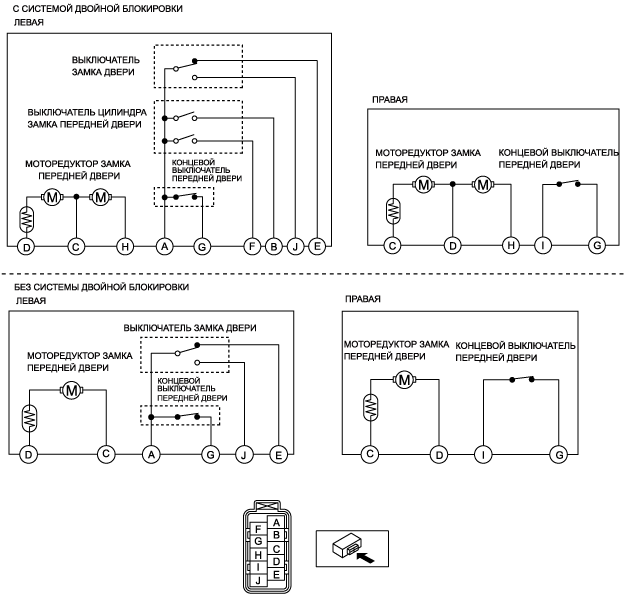 С СИСТЕМОЙ ДВОЙНОЙ БЛОКИРОВКИ
ЛЕВАЯ
ВЫКЛЮЧАТЕЛЬ
ЗАМКА ДВЕРИ
ВЫКЛЮЧАТЕЛЬ ЦИЛИНДРА
ЗАМКА ПЕРЕДНЕЙ ДВЕРИ
КОНЦЕВОЙ
ВЫКЛЮЧАТЕЛЬ
ПЕРЕДНЕЙ ДВЕРИ
МОТОРЕДУКТОР ЗАМКА
ПЕРЕДНЕЙ ДВЕРИ
M M
D C H A G F B J E
ПРАВАЯ
МОТОРЕДУКТОР ЗАМКА
ПЕРЕДНЕЙ ДВЕРИ
КОНЦЕВОЙ ВЫКЛЮЧАТЕЛЬ
ПЕРЕДНЕЙ ДВЕРИ
M M
C D H I G
БЕЗ СИСТЕМЫ ДВОЙНОЙ БЛОКИРОВКИ
ЛЕВАЯ
ВЫКЛЮЧАТЕЛЬ ЗАМКА ДВЕРИ
МОТОРЕДУКТОР ЗАМКА
ПЕРЕДНЕЙ ДВЕРИ
КОНЦЕВОЙ
ВЫКЛЮЧАТЕЛЬ
ПЕРЕДНЕЙ ДВЕРИ
M
D C A G J E
ПРАВАЯ
МОТОРЕДУКТОР ЗАМКА
ПЕРЕДНЕЙ ДВЕРИ
КОНЦЕВОЙ ВЫКЛЮЧАТЕЛЬ
ПЕРЕДНЕЙ ДВЕРИ
M
C D I G
A
F B
G C
H D
I E
J